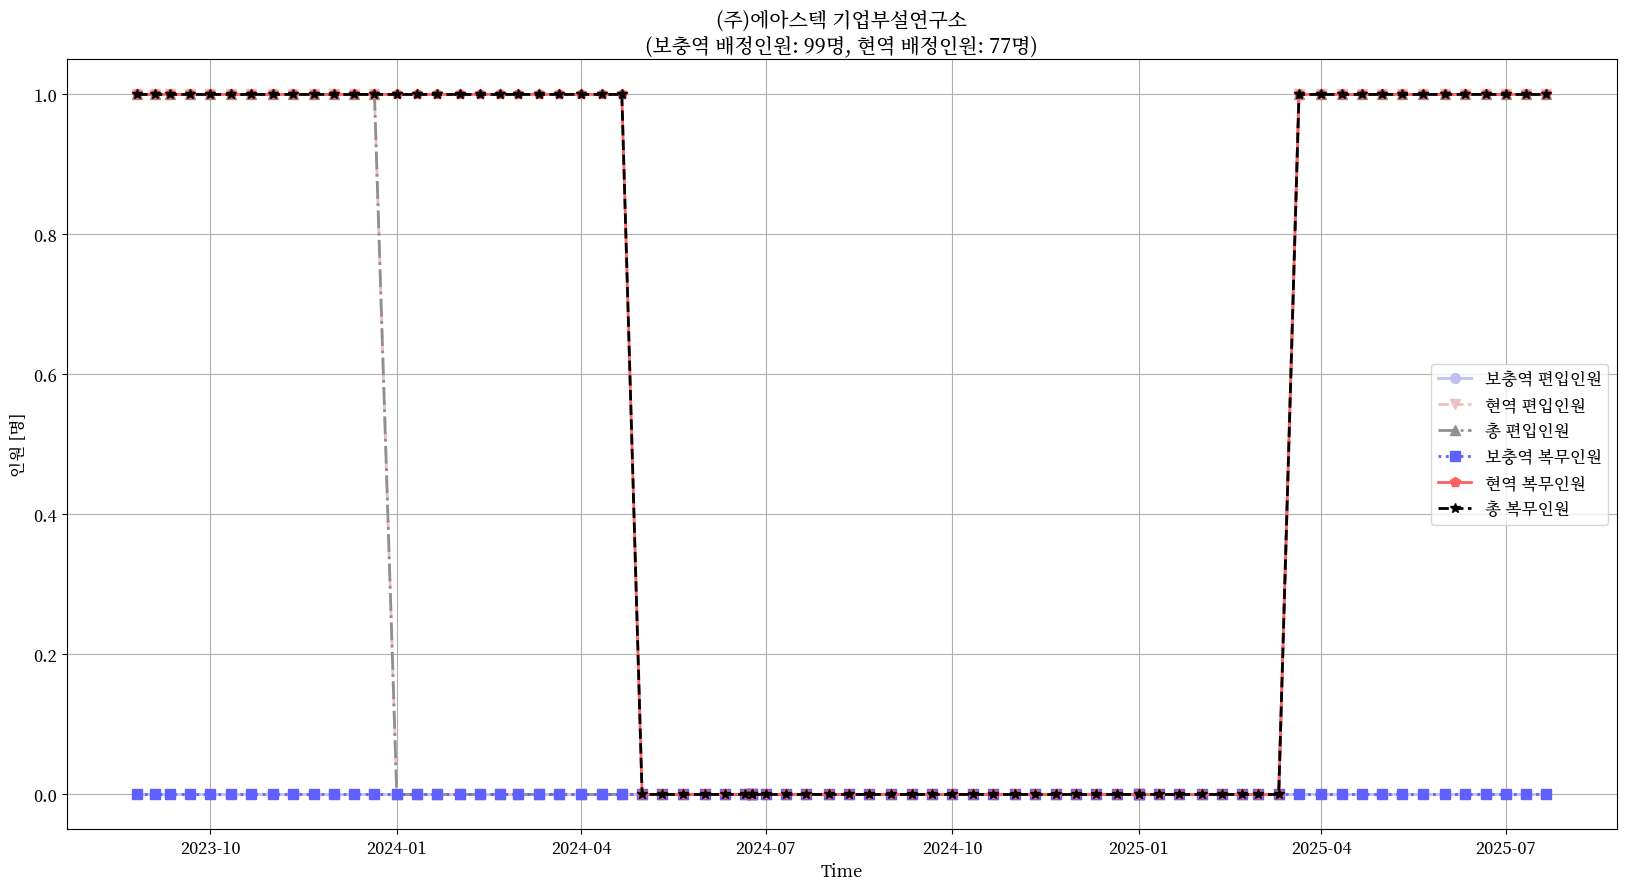 (주)에아스텍 기업부설연구소
(보충역 배정인원: 99명, 현역 배정인원: 77명)
1.0
0.8
0.6
0.4
0.2
0.0
인원 [명]
보충역 편입인원
현역 편입인원
총 편입인원
보충역 복무인원
현역 복무인원
총 복무인원
2023-10
2024-01
2024-04
2024-07
2024-10
2025-01
2025-04
2025-07
Time